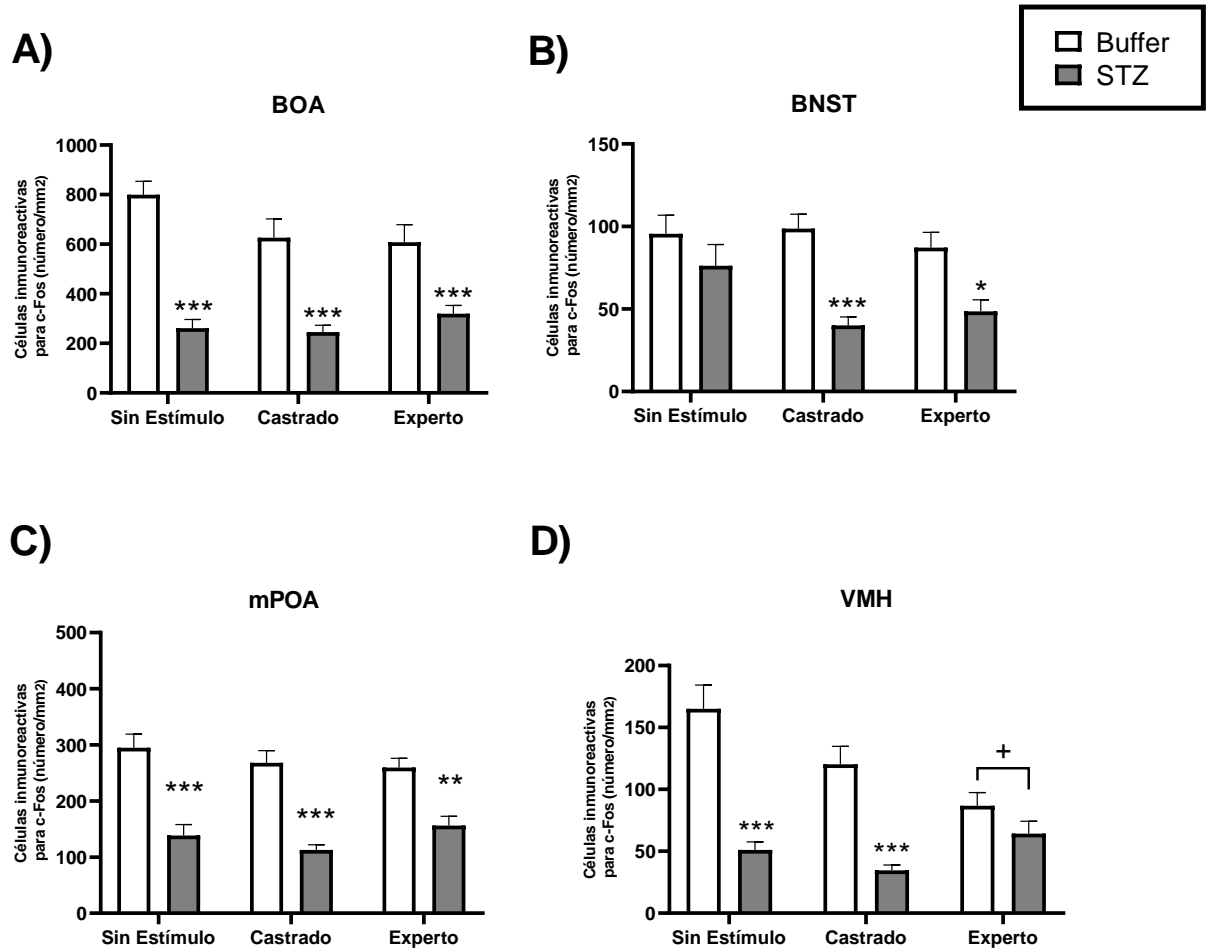 A)
B)
Buffer
STZ
BOA
Células inmunoreactivas
para c-Fos (número/mm2)
1000
800
600
400
200
0
***
***
***
Sin Estímulo Castrado Experto
BNST
Células inmunoreactivas
para c-Fos (número/mm2)
150
100
50
0
***
*
Sin Estímulo Castrado Experto
C)
D)
mPOA
Células inmunoreactivas
para c-Fos (número/mm2)
500
400
300
200
100
0
***
***
**
Sin Estímulo Castrado Experto
VMH
Células inmunoreactivas
para c-Fos (número/mm2)
200
150
100
50
0
***
***
+
Sin Estímulo Castrado Experto